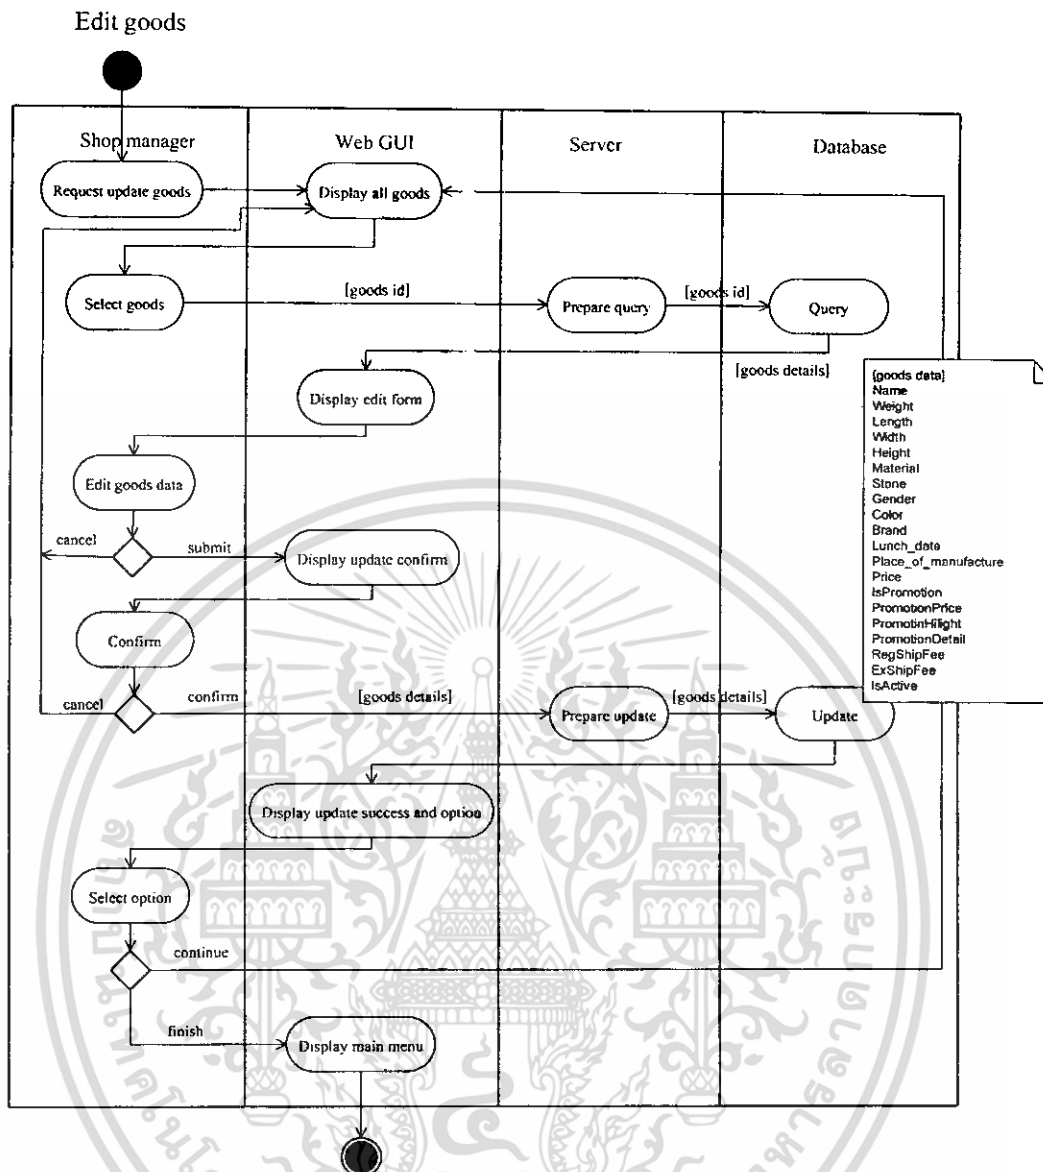 Edit goods
Shop manager
Web GUI
Server
Database
Request update goods
Display all goods
Select goods
[goods id]
Prepare query
[goods id]
Query
[goods details]
Display edit form
{goods data}
Name
Weight
Length
Width
Height
Material
Stone
Gender
Color
Brand
Lunch_date
Place_of_manufacture
Price
IsPromotion
PromotionPrice
PromotinHilight
PromotionDetail
RegShipFee
ExShipFee
IsActive
Edit goods data
cancel
submit
Display update confirm
Confirm
cancel
confirm
[goods details]
Prepare update
[goods details]
Update
Display update success and option
Select option
continue
finish
Display main menu